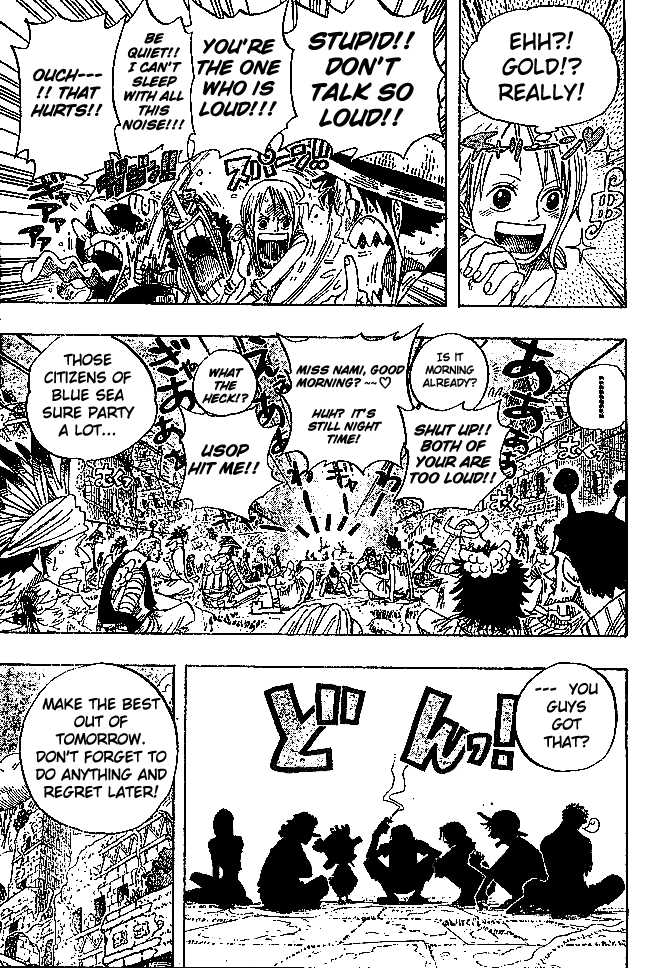 EHH?!
GOLD!?
REALLY!
STUPID!!
DON'T
TALK SO
LOUD!!
YOU'RE
THE ONE
WHO IS
LOUD!!!
BE
QUIET!!
I CAN'T
SLEEP
WITH ALL
THIS
NOISE!!!
OUCH---
!! THAT
HURTS!!
IS IT
MORNING
ALREADY?
MISS NAMI, GOOD
MORNING? ~~♡
HUH? IT'S
STILL NIGHT
TIME!
SHUT UP!!
BOTH OF
YOUR ARE
TOO LOUD!!
WHAT
THE
HECK!?
USOP
HIT ME!!
THOSE
CITIZENS OF
BLUE SEA
SURE PARTY
A LOT...
--- YOU
GUYS
GOT
THAT?
どんッ!
MAKE THE BEST
OUT OF
TOMORROW.
DON'T FORGET TO
DO ANYTHING AND
REGRET LATER!